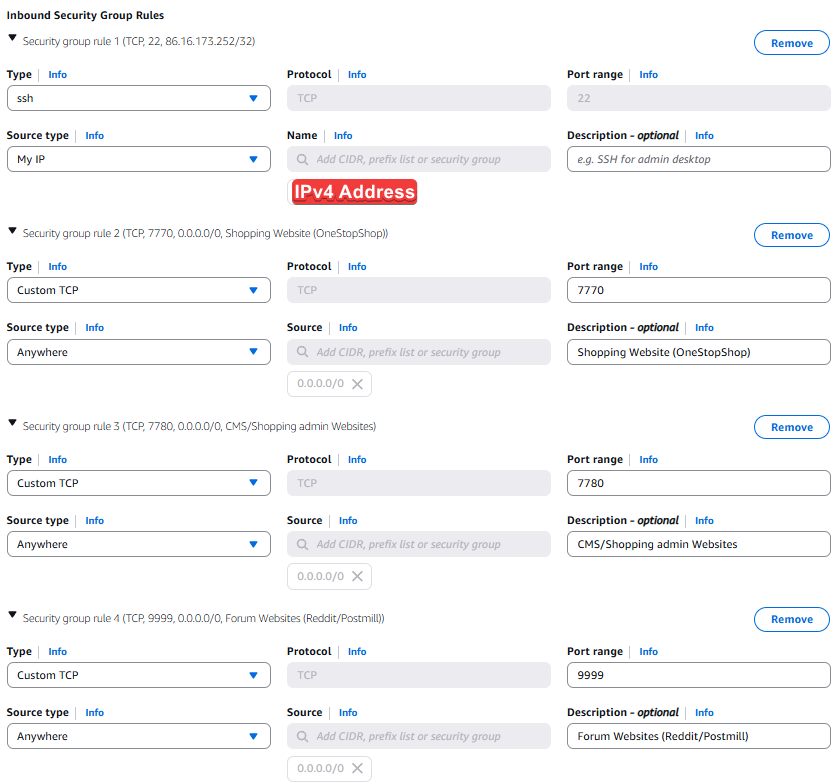 Inbound Security Group Rules
Security group rule 1 (TCP, 22, 86.16.173.252/32)
Remove
Type Info Protocol Info Port range Info
ssh TCP 22
Source type Info Name Info Description - optional Info
My IP Add CIDR, prefix list or security group e.g. SSH for admin desktop
IPv4 Address
Security group rule 2 (TCP, 7770, 0.0.0.0/0, Shopping Website (OneStopShop))
Remove
Type Info Protocol Info Port range Info
Custom TCP TCP 7770
Source type Info Source Info Description - optional Info
Anywhere Add CIDR, prefix list or security group Shopping Website (OneStopShop)
0.0.0.0/0
Security group rule 3 (TCP, 7780, 0.0.0.0/0, CMS/Shopping admin Websites)
Remove
Type Info Protocol Info Port range Info
Custom TCP TCP 7780
Source type Info Source Info Description - optional Info
Anywhere Add CIDR, prefix list or security group CMS/Shopping admin Websites
0.0.0.0/0
Security group rule 4 (TCP, 9999, 0.0.0.0/0, Forum Websites (Reddit/Postmill))
Remove
Type Info Protocol Info Port range Info
Custom TCP TCP 9999
Source type Info Source Info Description - optional Info
Anywhere Add CIDR, prefix list or security group Forum Websites (Reddit/Postmill)
0.0.0.0/0